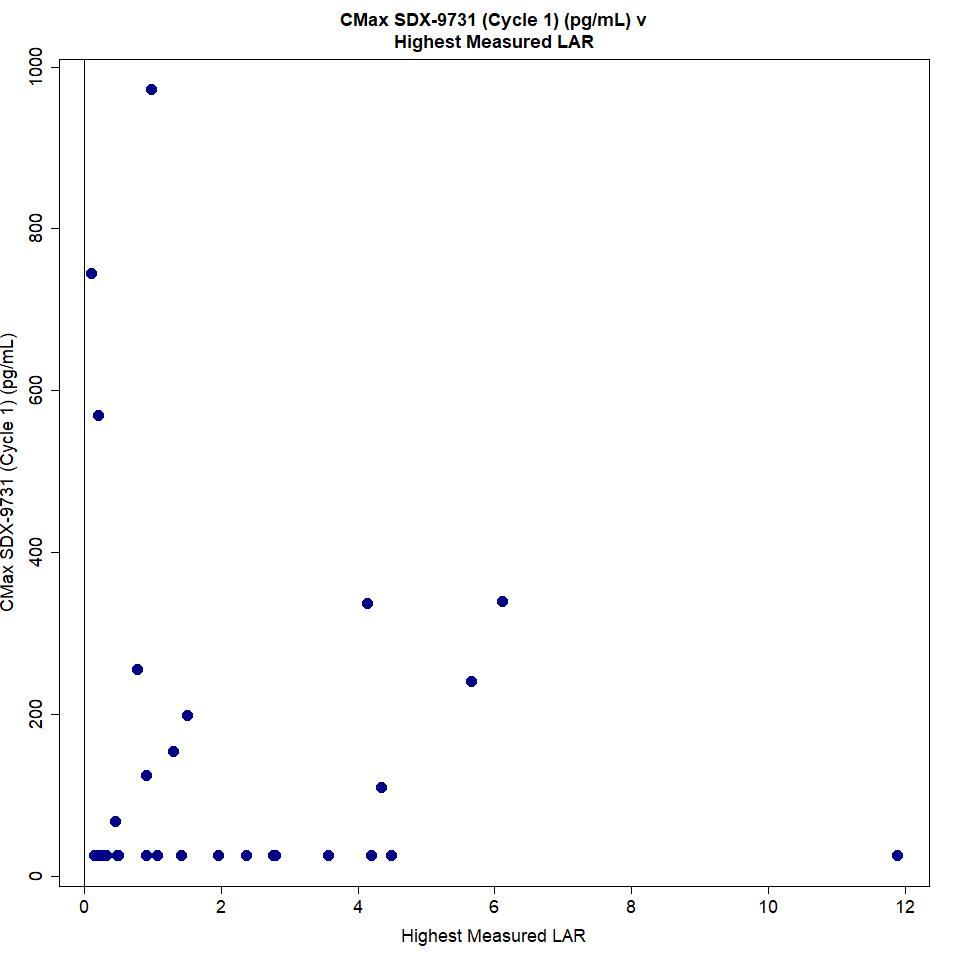 CMax SDX-9731 (Cycle 1) (pg/mL) v
Highest Measured LAR
1000
800
600
400
200
0
CMax SDX-9731 (Cycle 1) (pg/mL)
0 2 4 6 8 10 12
Highest Measured LAR